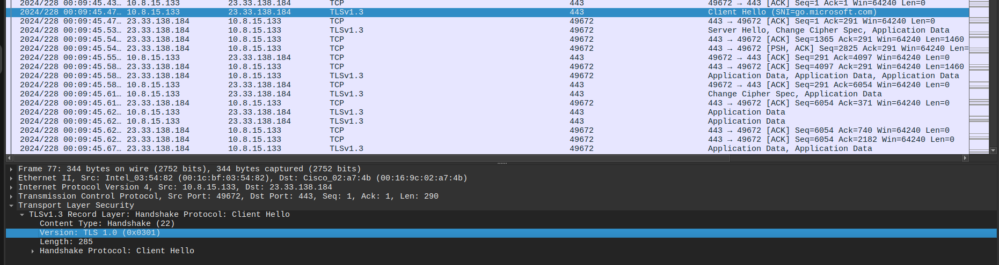 2024/228 00:09:45.43… 10.8.15.133 23.33.138.184 TCP 443 49672 → 443 [ACK] Seq=1 Ack=1 Win=64240 Len=0
2024/228 00:09:45.47… 10.8.15.133 23.33.138.184 TLSv1.3 443 Client Hello (SNI=go.microsoft.com)
2024/228 00:09:45.47… 23.33.138.184 10.8.15.133 TCP 49672 443 → 49672 [ACK] Seq=1 Ack=291 Win=64240 Len=0
2024/228 00:09:45.53… 23.33.138.184 10.8.15.133 TLSv1.3 49672 Server Hello, Change Cipher Spec, Application Data
2024/228 00:09:45.54… 23.33.138.184 10.8.15.133 TCP 49672 443 → 49672 [ACK] Seq=1365 Ack=291 Win=64240 Len=1460
2024/228 00:09:45.54… 23.33.138.184 10.8.15.133 TCP 49672 443 → 49672 [PSH, ACK] Seq=2825 Ack=291 Win=64240 Len=
2024/228 00:09:45.55… 10.8.15.133 23.33.138.184 TCP 443 49672 → 443 [ACK] Seq=291 Ack=4097 Win=64240 Len=0
2024/228 00:09:45.58… 23.33.138.184 10.8.15.133 TCP 49672 443 → 49672 [ACK] Seq=4097 Ack=291 Win=64240 Len=1460
2024/228 00:09:45.58… 23.33.138.184 10.8.15.133 TLSv1.3 49672 Application Data, Application Data, Application Data
2024/228 00:09:45.58… 10.8.15.133 23.33.138.184 TCP 443 49672 → 443 [ACK] Seq=291 Ack=6054 Win=64240 Len=0
2024/228 00:09:45.61… 10.8.15.133 23.33.138.184 TLSv1.3 443 Change Cipher Spec, Application Data
2024/228 00:09:45.61… 23.33.138.184 10.8.15.133 TCP 49672 443 → 49672 [ACK] Seq=6054 Ack=371 Win=64240 Len=0
2024/228 00:09:45.62… 10.8.15.133 23.33.138.184 TLSv1.3 443 Application Data
2024/228 00:09:45.62… 10.8.15.133 23.33.138.184 TLSv1.3 443 Application Data
2024/228 00:09:45.62… 23.33.138.184 10.8.15.133 TCP 49672 443 → 49672 [ACK] Seq=6054 Ack=740 Win=64240 Len=0
2024/228 00:09:45.62… 23.33.138.184 10.8.15.133 TCP 49672 443 → 49672 [ACK] Seq=6054 Ack=2182 Win=64240 Len=0
2024/228 00:09:45.67… 23.33.138.184 10.8.15.133 TLSv1.3 49672 Application Data, Application Data
Frame 77: 344 bytes on wire (2752 bits), 344 bytes captured (2752 bits)
Ethernet II, Src: Intel_03:54:82 (00:1c:bf:03:54:82), Dst: Cisco_02:a7:4b (00:16:9c:02:a7:4b)
Internet Protocol Version 4, Src: 10.8.15.133, Dst: 23.33.138.184
Transmission Control Protocol, Src Port: 49672, Dst Port: 443, Seq: 1, Ack: 1, Len: 290
Transport Layer Security
TLSv1.3 Record Layer: Handshake Protocol: Client Hello
Content Type: Handshake (22)
Version: TLS 1.0 (0x0301)
Length: 285
Handshake Protocol: Client Hello